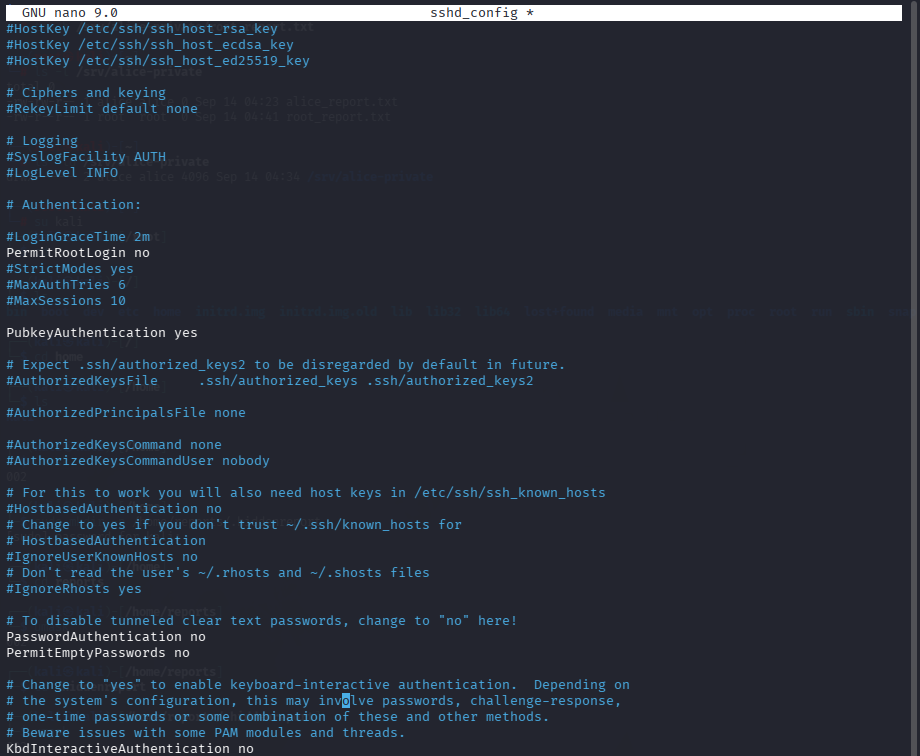 GNU nano 9.0 sshd_config *
#HostKey /etc/ssh/ssh_host_rsa_key
#HostKey /etc/ssh/ssh_host_ecdsa_key
#HostKey /etc/ssh/ssh_host_ed25519_key
# Ciphers and keying
#RekeyLimit default none
# Logging
#SyslogFacility AUTH
#LogLevel INFO
# Authentication:
#LoginGraceTime 2m
PermitRootLogin no
#StrictModes yes
#MaxAuthTries 6
#MaxSessions 10
PubkeyAuthentication yes
# Expect .ssh/authorized_keys2 to be disregarded by default in future.
#AuthorizedKeysFile     .ssh/authorized_keys .ssh/authorized_keys2
#AuthorizedPrincipalsFile none
#AuthorizedKeysCommand none
#AuthorizedKeysCommandUser nobody
# For this to work you will also need host keys in /etc/ssh/ssh_known_hosts
#HostbasedAuthentication no
# Change to yes if you don't trust ~/.ssh/known_hosts for
# HostbasedAuthentication
#IgnoreUserKnownHosts no
# Don't read the user's ~/.rhosts and ~/.shosts files
#IgnoreRhosts yes
# To disable tunneled clear text passwords, change to "no" here!
PasswordAuthentication no
PermitEmptyPasswords no
# Change to "yes" to enable keyboard-interactive authentication.  Depending on
# the system's configuration, this may involve passwords, challenge-response,
# one-time passwords or some combination of these and other methods.
# Beware issues with some PAM modules and threads.
KbdInteractiveAuthentication no